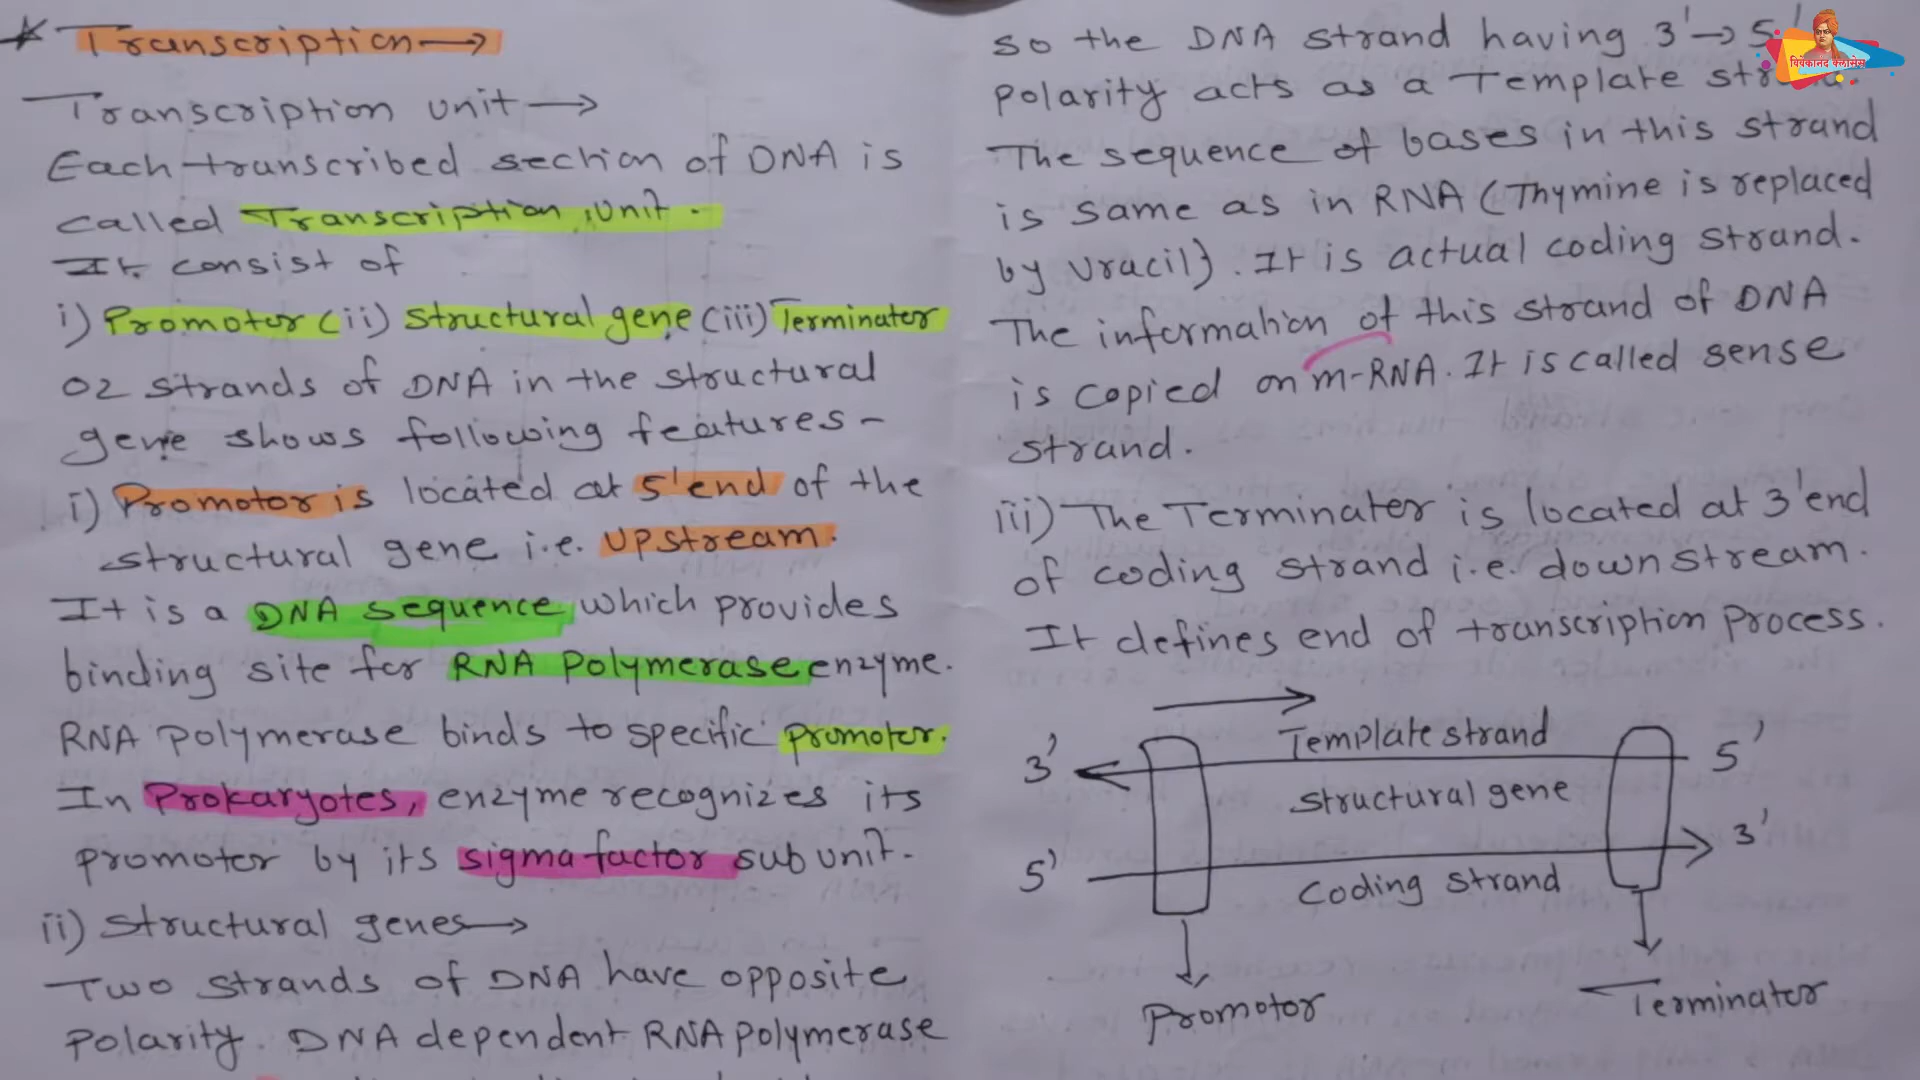 Transcription →
Transcription unit →
Each transcribed section of DNA is
called Transcription unit.
It consist of
i) Promotor (ii) Structural gene (iii) Terminator
02 strands of DNA in the structural
gene shows following features -
i) Promotor is located at 5' end of the
structural gene i.e. upstream.
It is a DNA sequence which provides
binding site for RNA polymerase enzyme.
RNA polymerase binds to specific promotor.
In Prokaryotes, enzyme recognizes its
promotor by its sigma factor sub unit.
ii) Structural genes →
Two strands of DNA have opposite
polarity. DNA dependent RNA polymerase
so the DNA strand having 3' → 5'
polarity acts as a Template
The sequence of bases in this strand
is same as in RNA (Thymine is replaced
by Uracil). It is actual coding strand.
The information of this strand of DNA
is copied on m-RNA. It is called sense
strand.
iii) The Terminator is located at 3' end
of coding strand i.e. downstream.
It defines end of transcription process.
3' Template strand 5'
Structural gene
5' Coding strand 3'
Promotor
Terminator
विवेकानंद क्लासेस